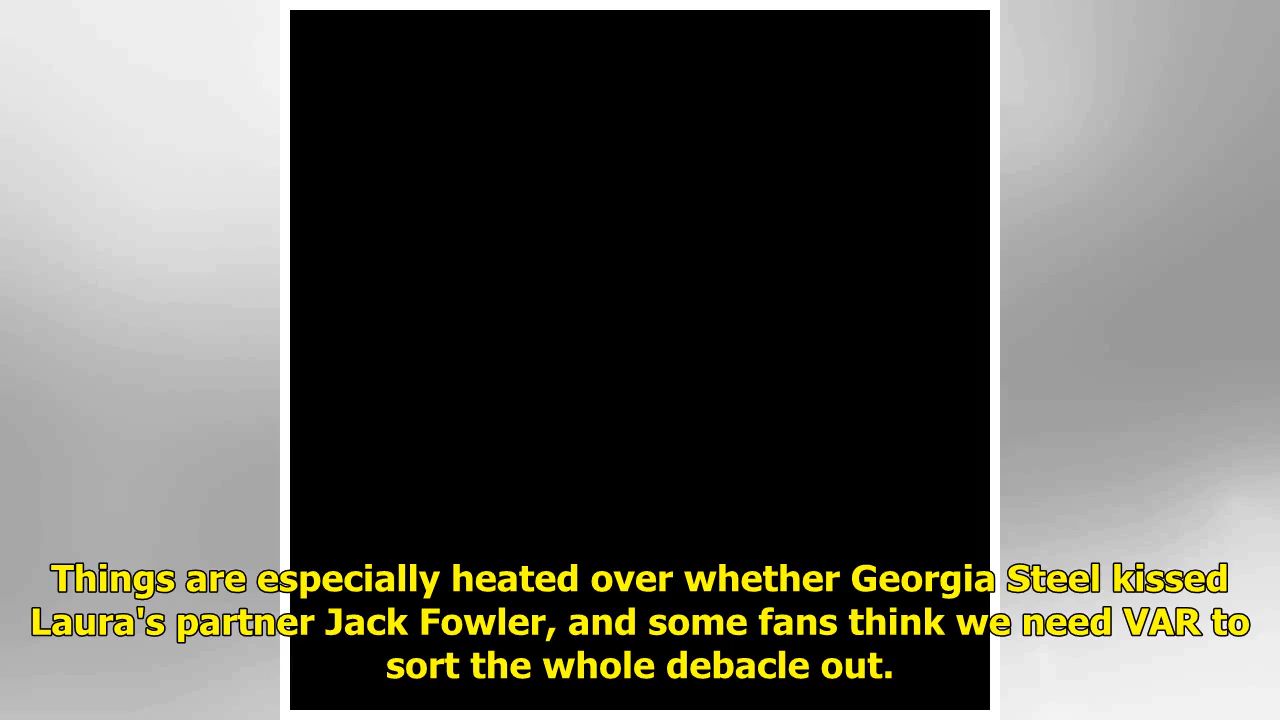 Things are especially heated over whether Georgia Steel kissed
Laura's partner Jack Fowler, and some fans think we need VAR to
sort the whole debacle out.